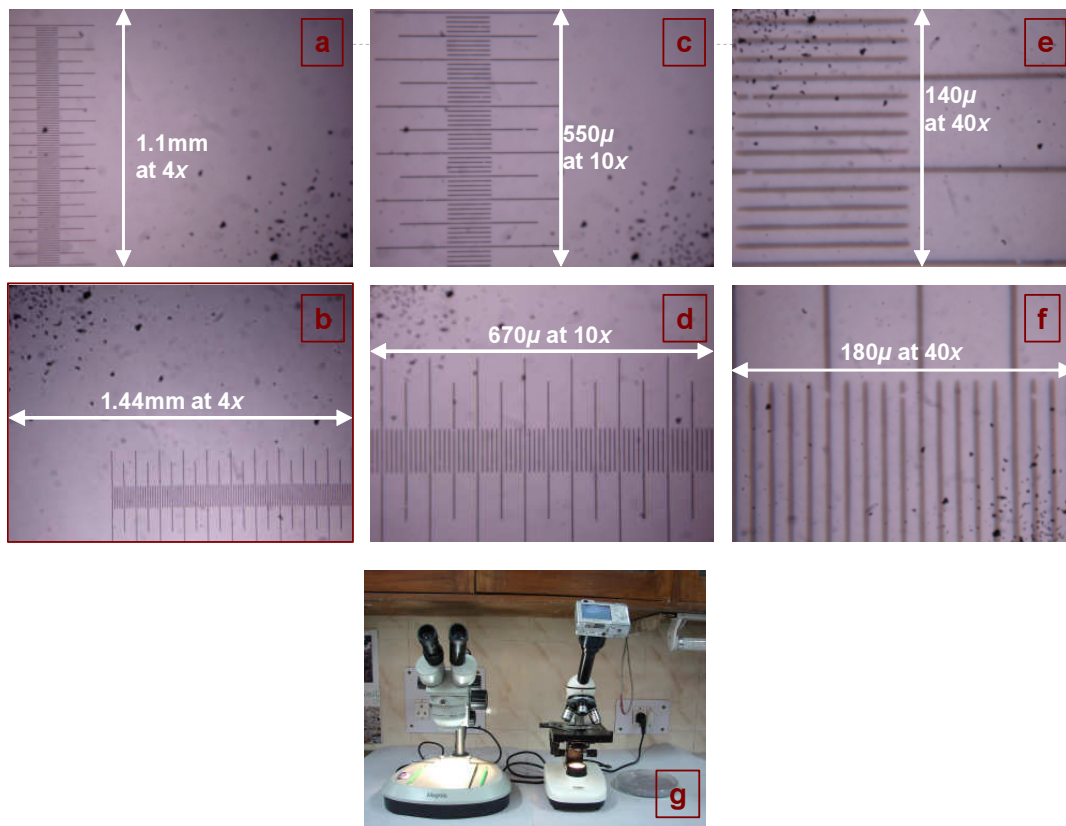 a
1.1mm
at 4x
c
550µ
at 10x
e
140µ
at 40x
b
1.44mm at 4x
d
670µ at 10x
f
180µ at 40x
g